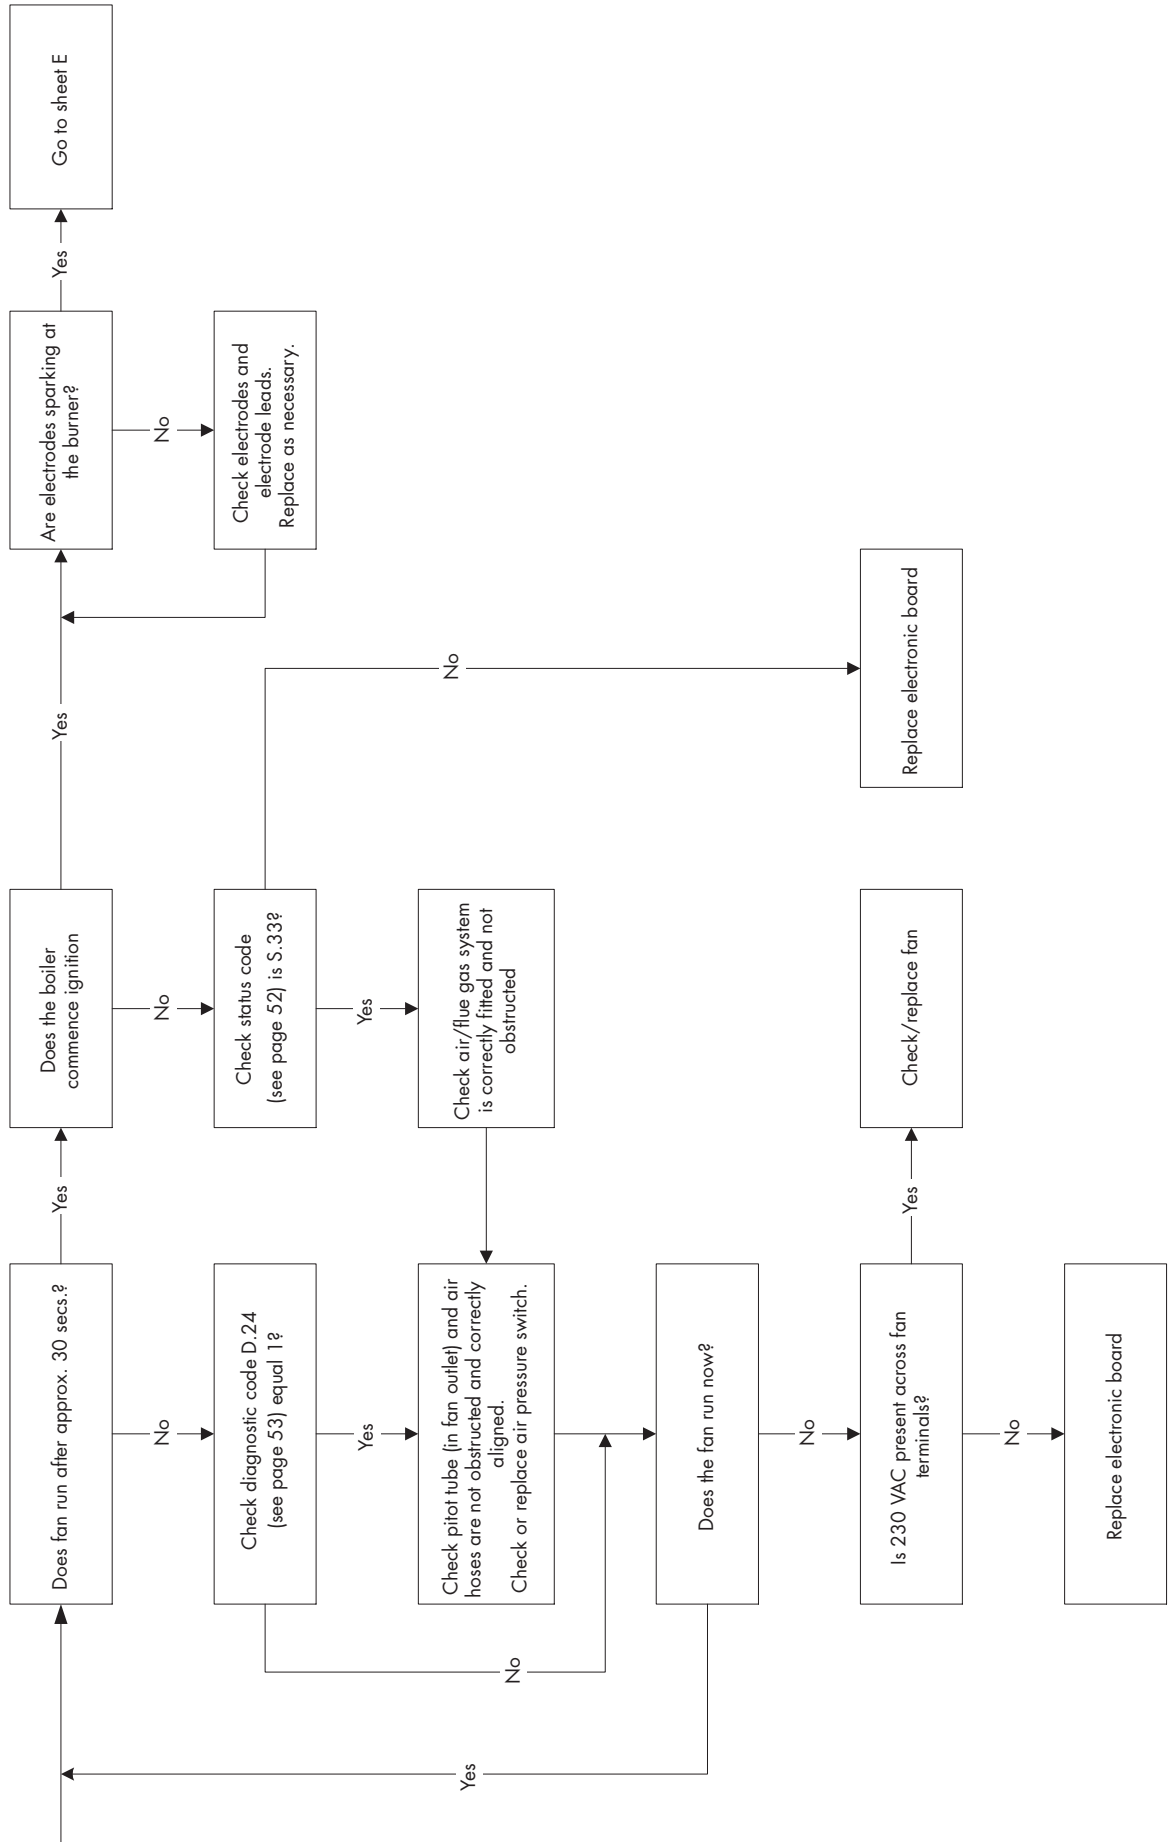 Does fan run after approx. 30 secs.?
Yes
Does the boiler
commence ignition
Yes
Are electrodes sparking at
the burner?
Yes
Go to sheet E
No
Check diagnostic code D.24
(see page 53) equal 1?
No
Check status code
(see page 52) is S.33?
No
Check electrodes and
electrode leads.
Replace as necessary.
Yes
Check pitot tube (in fan outlet) and air
hoses are not obstructed and correctly
aligned.
Check or replace air pressure switch.
Yes
Check air/flue gas system
is correctly fitted and not
obstructed
No
No
Yes
Does the fan run now?
No
Is 230 VAC present across fan
terminals?
Yes
Check/replace fan
Replace electronic board
No
Replace electronic board